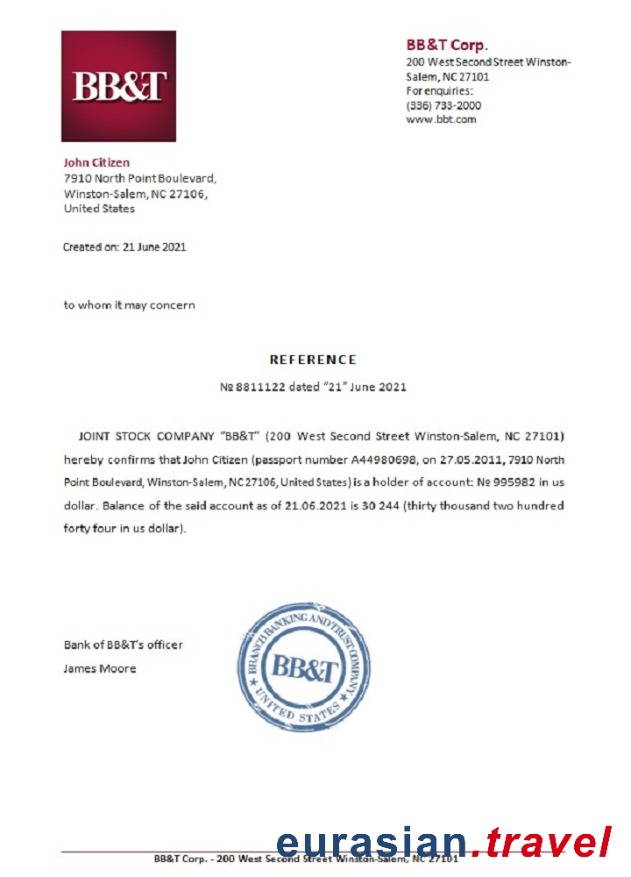 BB&T
BB&T Corp.
200 West Second Street Winston-
Salem, NC 27101
For enquiries:
(336) 733-2000
www.bbt.com
John Citizen
7910 North Point Boulevard,
Winston-Salem, NC 27106,
United States
Created on: 21 June 2021
to whom it may concern
REFERENCE
№ 8811122 dated “21” June 2021
JOINT STOCK COMPANY “BB&T” (200 West Second Street Winston-Salem, NC 27101)
hereby confirms that John Citizen (passport number A44980698, on 27.05.2011, 7910 North
Point Boulevard, Winston-Salem, NC 27106, United States) is a holder of account: № 995982 in us
dollar. Balance of the said account as of 21.06.2021 is 30 244 (thirty thousand two hundred
forty four in us dollar).
Bank of BB&T's officer
James Moore
BRANCH BANKING AND TRUST COMPANY
BB&T
UNITED STATES
eurasian.travel
BB&T Corp. - 200 West Second Street Winston-Salem, NC 27101